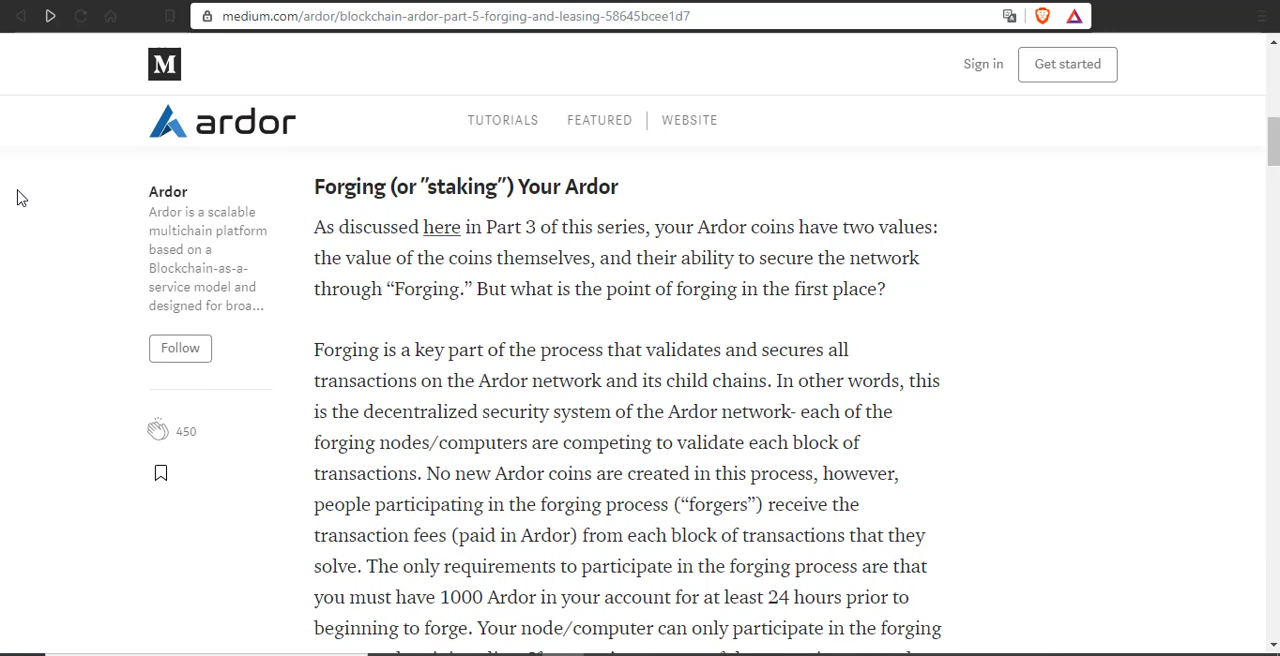 medium.com/ardor/blockchain-ardor-part-5-forging-and-leasing-58645bcee1d7
M
Sign in
Get started
ardor
TUTORIALS
FEATURED
WEBSITE
Ardor
Ardor is a scalable
multichain platform
based on a
Blockchain-as-a-
service model and
designed for broa...
Follow
450
Forging (or ”staking”) Your Ardor
As discussed here in Part 3 of this series, your Ardor coins have two values:
the value of the coins themselves, and their ability to secure the network
through “Forging.” But what is the point of forging in the first place?
Forging is a key part of the process that validates and secures all
transactions on the Ardor network and its child chains. In other words, this
is the decentralized security system of the Ardor network- each of the
forging nodes/computers are competing to validate each block of
transactions. No new Ardor coins are created in this process, however,
people participating in the forging process (“forgers”) receive the
transaction fees (paid in Ardor) from each block of transactions that they
solve. The only requirements to participate in the forging process are that
you must have 1000 Ardor in your account for at least 24 hours prior to
beginning to forge. Your node/computer can only participate in the forging